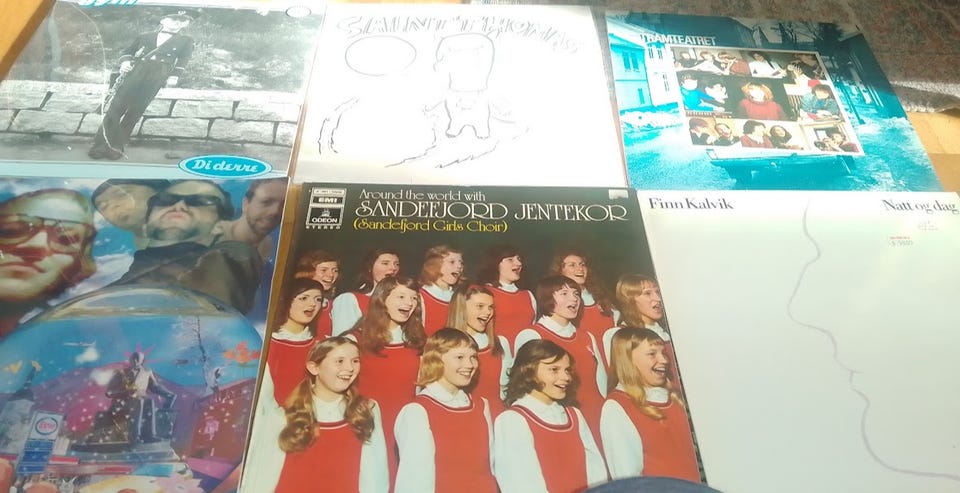 SAINT THOMAS
TRAMTEATRET
Di derre
EMI
ODEON
STEREO
Around the world with
SANDEFJORD JENTEKOR
(Sandefjord Girls Choir)
Finn Kalvik
Natt og dag